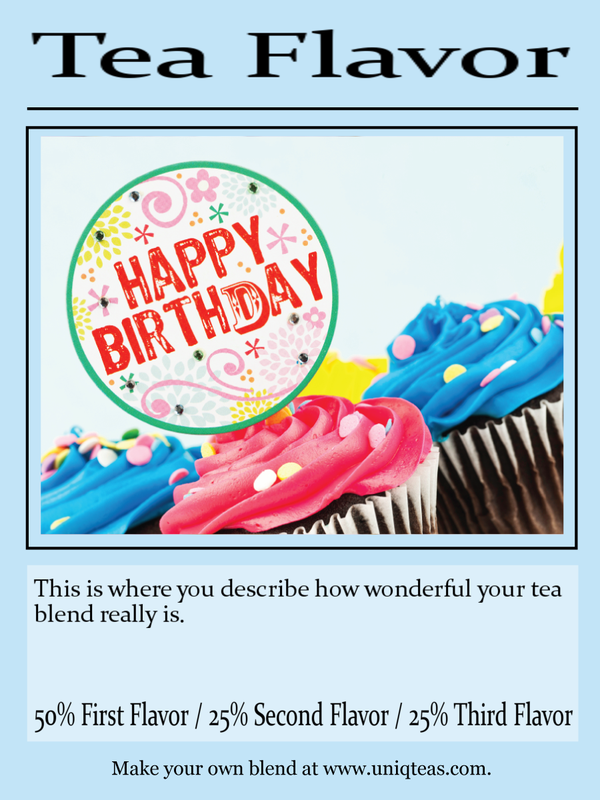 Tea Flavor
HAPPY
BIRTHDAY
This is where you describe how wonderful your tea
blend really is.
50% First Flavor / 25% Second Flavor / 25% Third Flavor
Make your own blend at www.uniqteas.com.